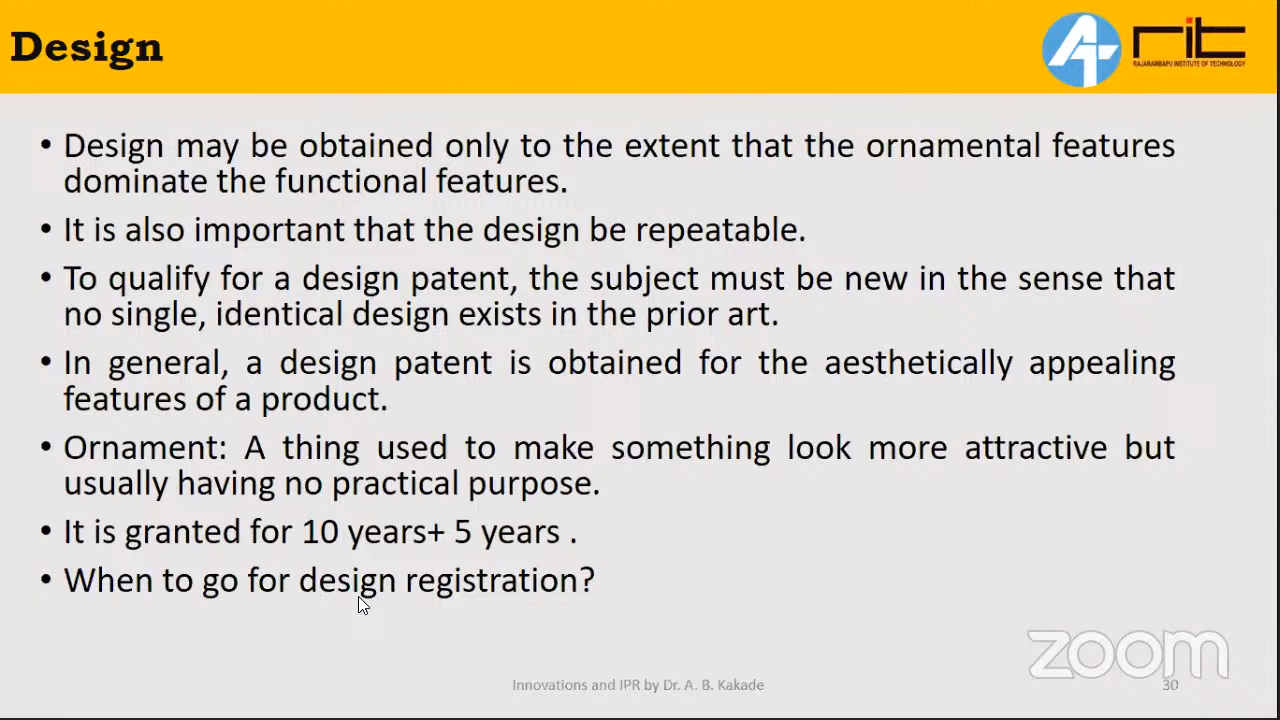 Design
rit
RAJARAMBAPU INSTITUTE OF TECHNOLOGY
• Design may be obtained only to the extent that the ornamental features
dominate the functional features.
• It is also important that the design be repeatable.
• To qualify for a design patent, the subject must be new in the sense that
no single, identical design exists in the prior art.
• In general, a design patent is obtained for the aesthetically appealing
features of a product.
• Ornament: A thing used to make something look more attractive but
usually having no practical purpose.
• It is granted for 10 years+ 5 years .
• When to go for design registration?
zoom
Innovations and IPR by Dr. A. B. Kakade
30